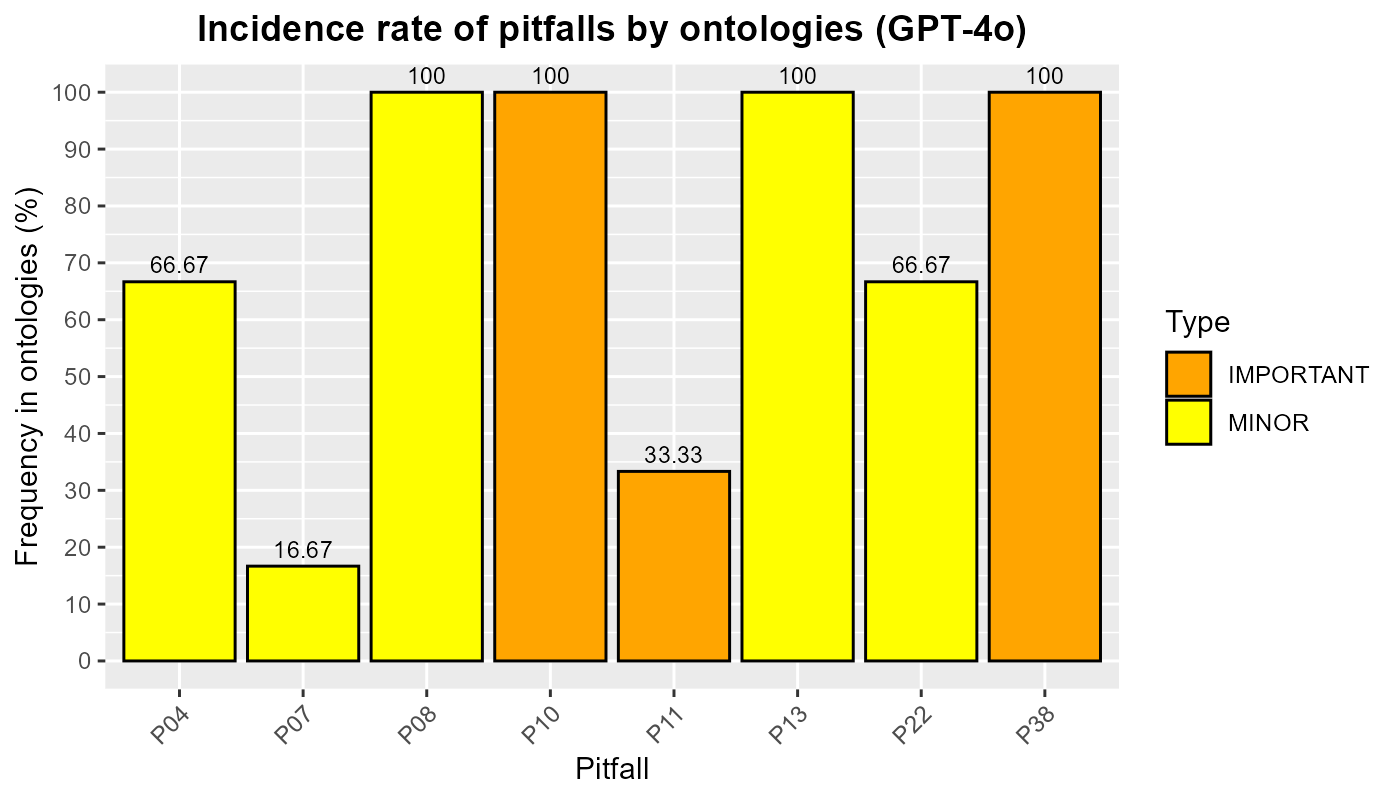 Incidence rate of pitfalls by ontologies (GPT-4o)
Frequency in ontologies (%)
100
90
80
70
60
50
40
30
20
10
0
66.67
16.67
100
100
33.33
100
66.67
100
P04
P07
P08
P10
P11
P13
P22
P38
Pitfall
Type
IMPORTANT
MINOR